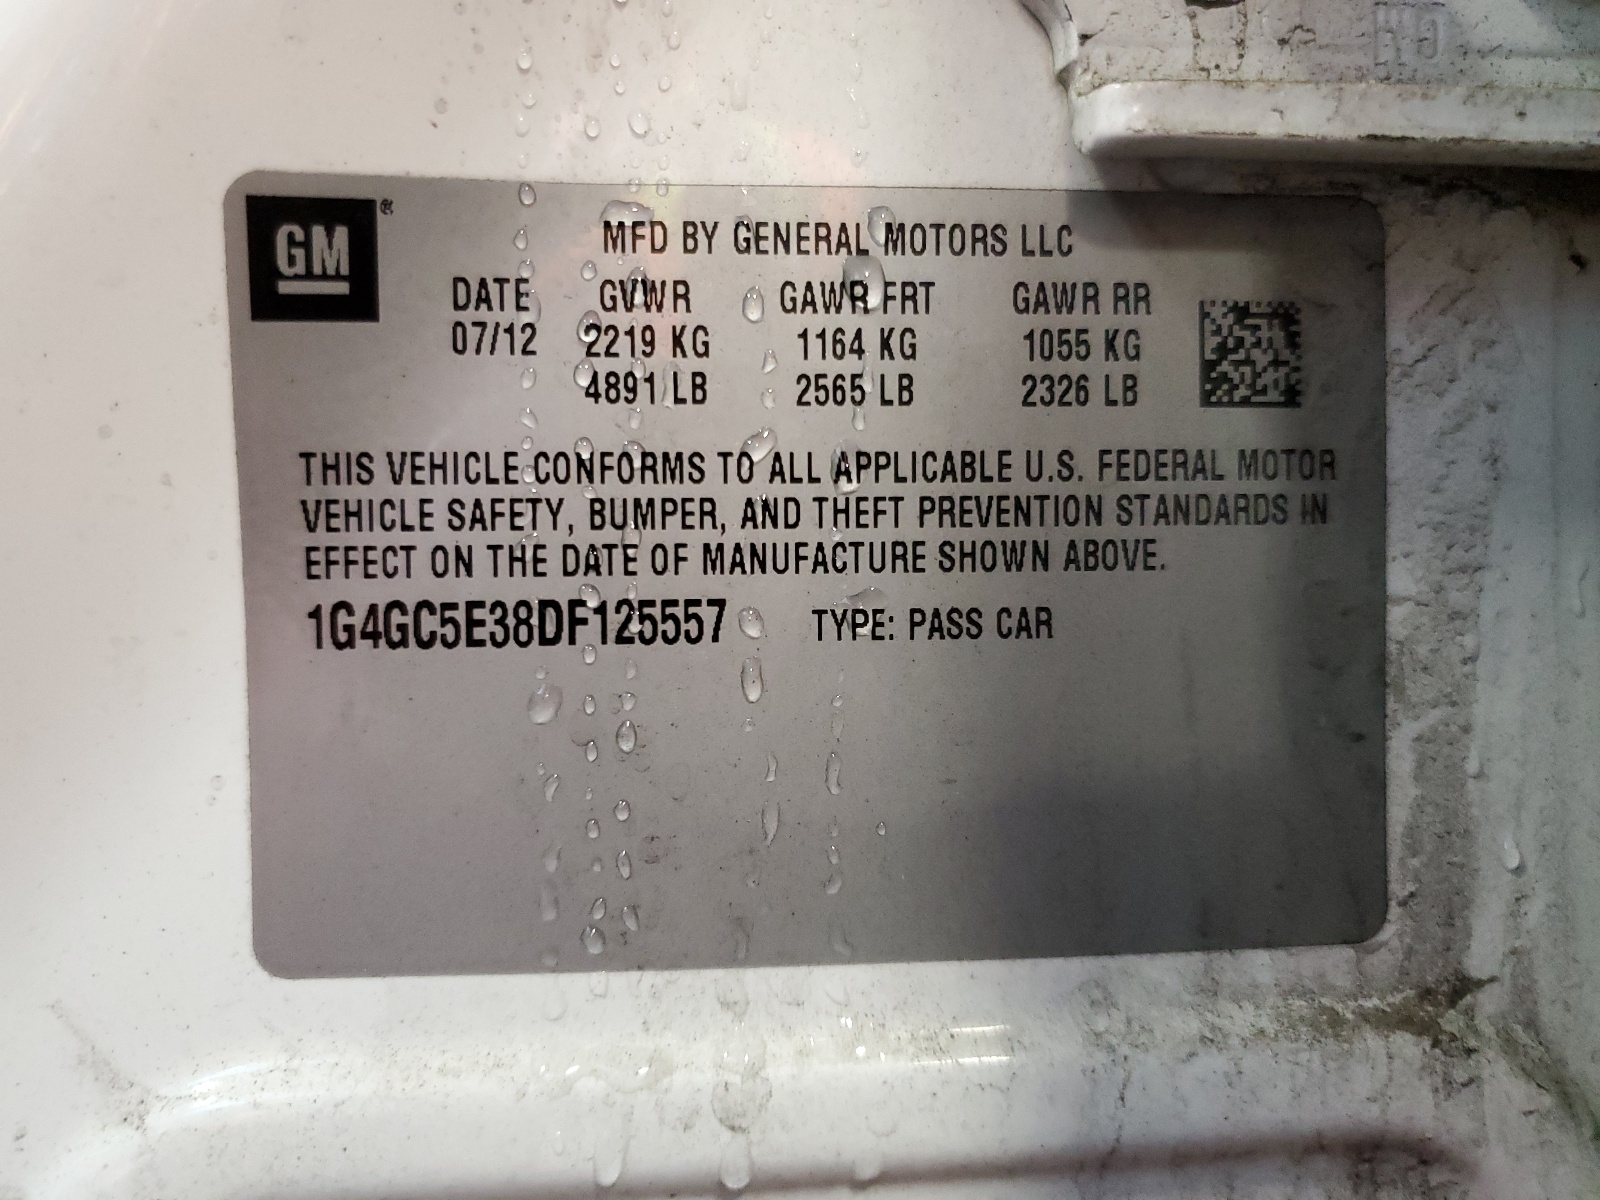 GM®
MFD BY GENERAL MOTORS LLC
DATE GVWR GAWR FRT GAWR RR
07/12 2219 KG 1164 KG 1055 KG
4891 LB 2565 LB 2326 LB
THIS VEHICLE CONFORMS TO ALL APPLICABLE U.S. FEDERAL MOTOR
VEHICLE SAFETY, BUMPER, AND THEFT PREVENTION STANDARDS IN
EFFECT ON THE DATE OF MANUFACTURE SHOWN ABOVE.
1G4GC5E38DF125557 TYPE: PASS CAR